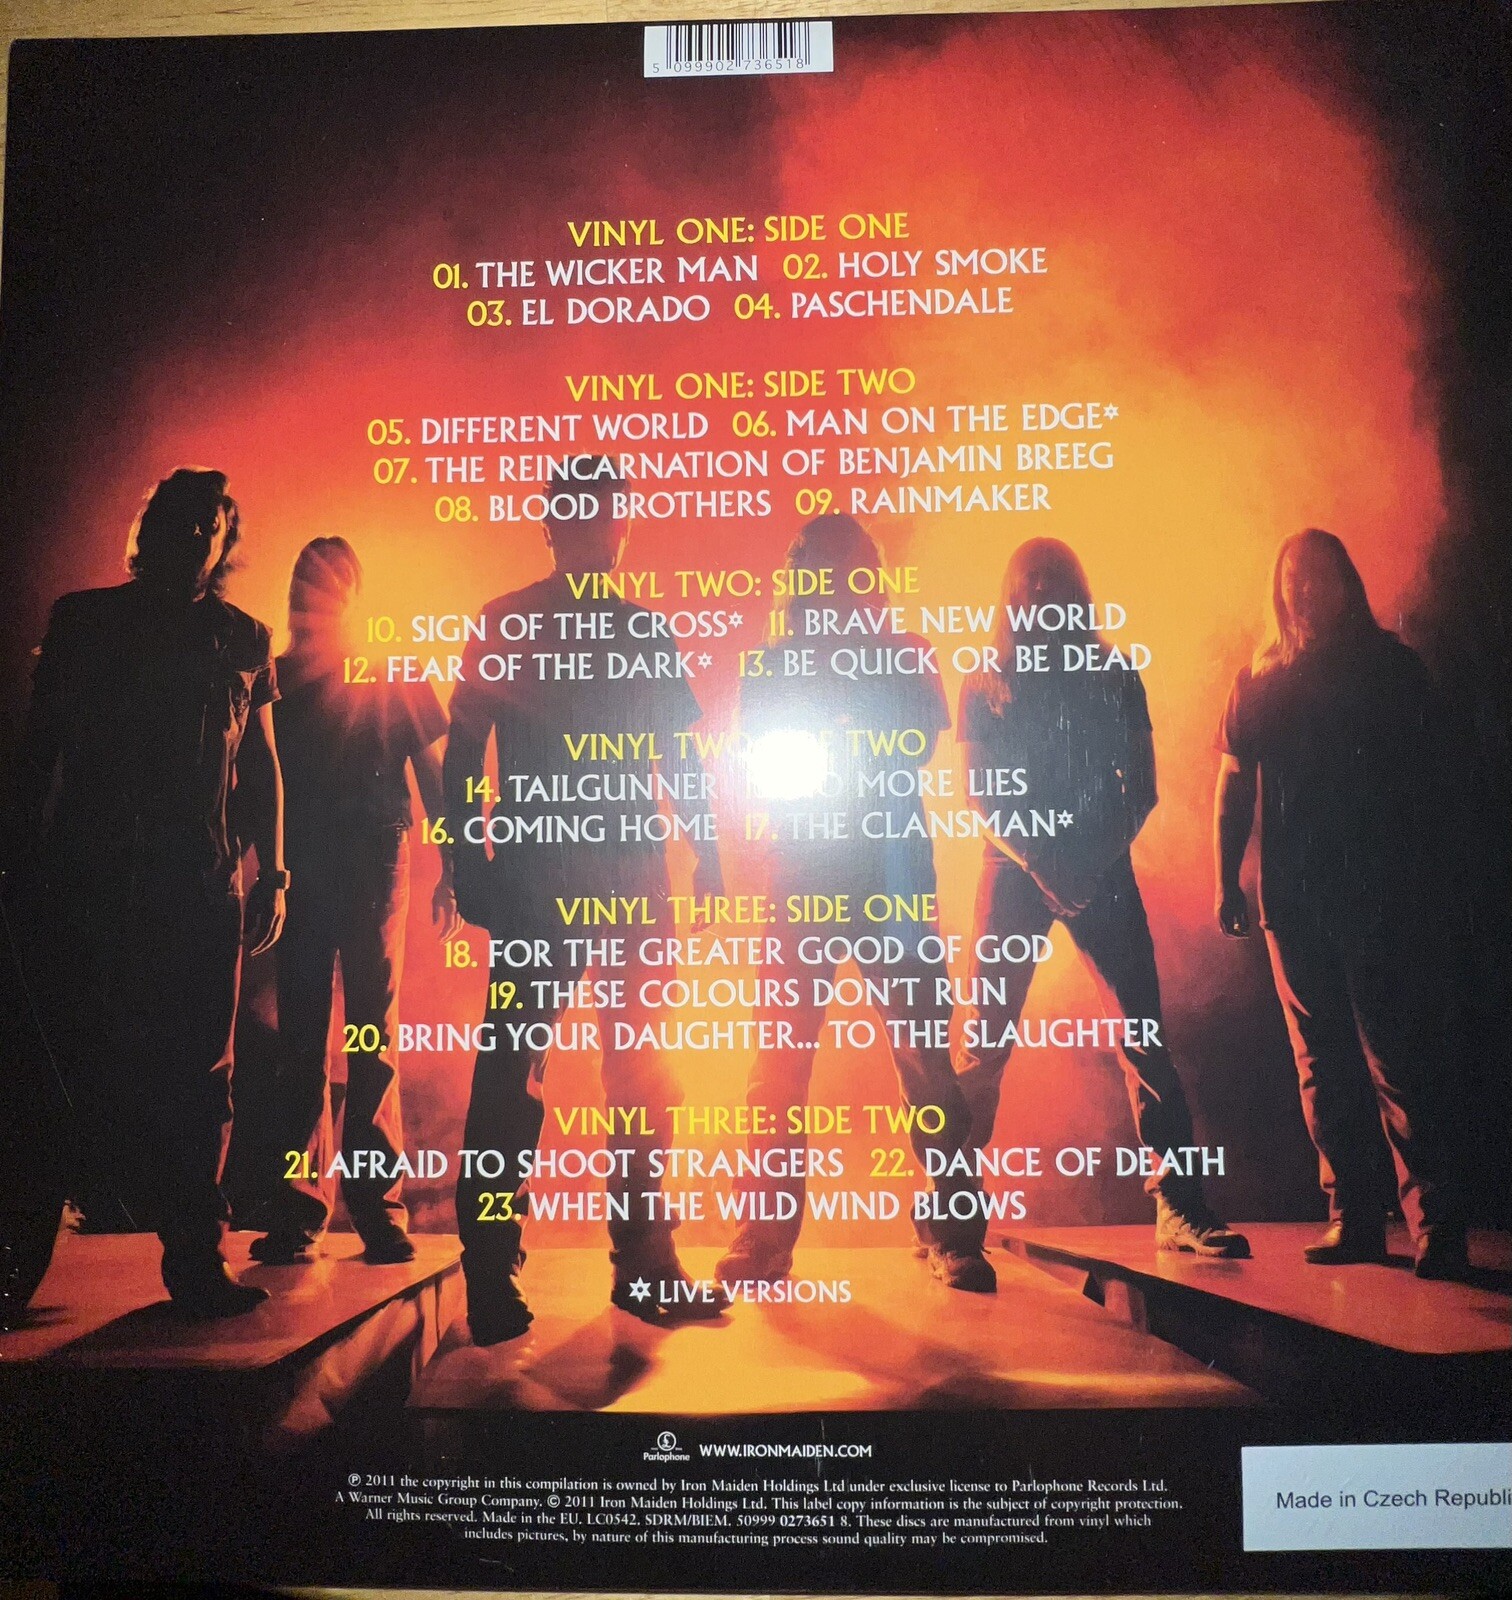 5 099902 736518
VINYL ONE: SIDE ONE
01. THE WICKER MAN 02. HOLY SMOKE
03. EL DORADO 04. PASCHENDALE
VINYL ONE: SIDE TWO
05. DIFFERENT WORLD 06. MAN ON THE EDGE✡
07. THE REINCARNATION OF BENJAMIN BREEG
08. BLOOD BROTHERS 09. RAINMAKER
VINYL TWO: SIDE ONE
10. SIGN OF THE CROSS✡ 11. BRAVE NEW WORLD
12. FEAR OF THE DARK✡ 13. BE QUICK OR BE DEAD
VINYL TWO
14. TAILGUNNER MORE LIES
16. COMING HOME 17. THE CLANSMAN✡
VINYL THREE: SIDE ONE
18. FOR THE GREATER GOOD OF GOD
19. THESE COLOURS DON'T RUN
20. BRING YOUR DAUGHTER... TO THE SLAUGHTER
VINYL THREE: SIDE TWO
21. AFRAID TO SHOOT STRANGERS 22. DANCE OF DEATH
23. WHEN THE WILD WIND BLOWS
✡ LIVE VERSIONS
Parlophone WWW.IRONMAIDEN.COM
℗ 2011 the copyright in this compilation is owned by Iron Maiden Holdings Ltd under exclusive license to Parlophone Records Ltd.
A Warner Music Group Company. © 2011 Iron Maiden Holdings Ltd. This label copy information is the subject of copyright protection.
All rights reserved. Made in the EU. LC0542. SDRM/BIEM. 50999 0273651 8. These discs are manufactured from vinyl which
includes pictures, by nature of this manufacturing process sound quality may be compromised.
Made in Czech Republi